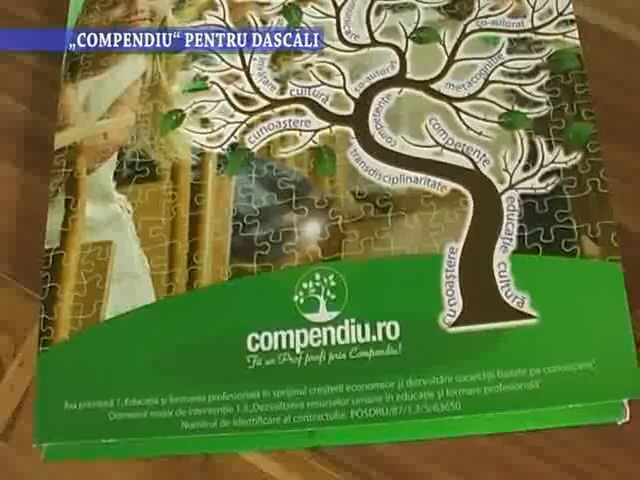 „COMPENDIU“ PENTRU DASCĂLI
co-autorat
co-autorat
metacogniție
învățare
cultură
cunoaștere
competențe
competențe
transdisciplinaritate
cunoaștere
educație cultură
compendiu.ro
Fii un Prof profi prin Compendiu!
Axa prioritară 1 „Educația și formarea profesională în sprijinul creșterii economice și dezvoltării societății bazate pe cunoaștere”
Domeniul major de intervenție 1.3 „Dezvoltarea resurselor umane în educație și formare profesională”
Numărul de identificare al contractului: POSDRU/87/1.3/S/63650